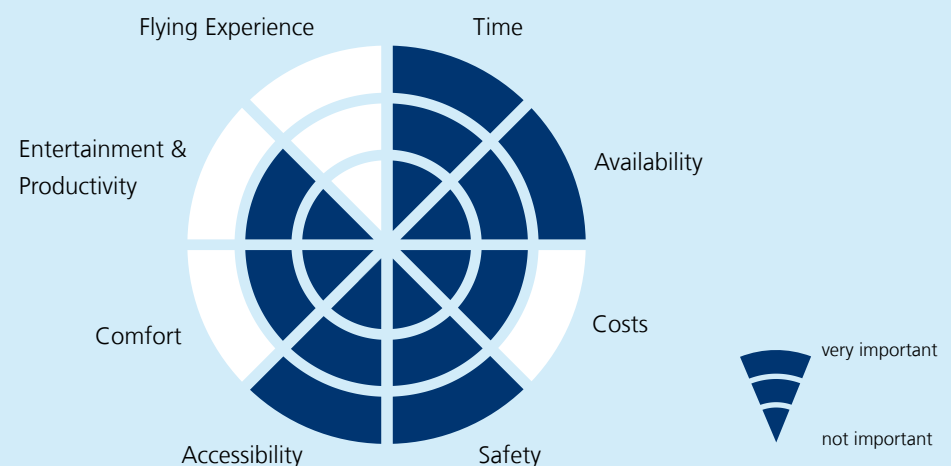 Flying Experience
Time
Entertainment &
Productivity
Availability
Comfort
Costs
very important
not important
Accessibility
Safety